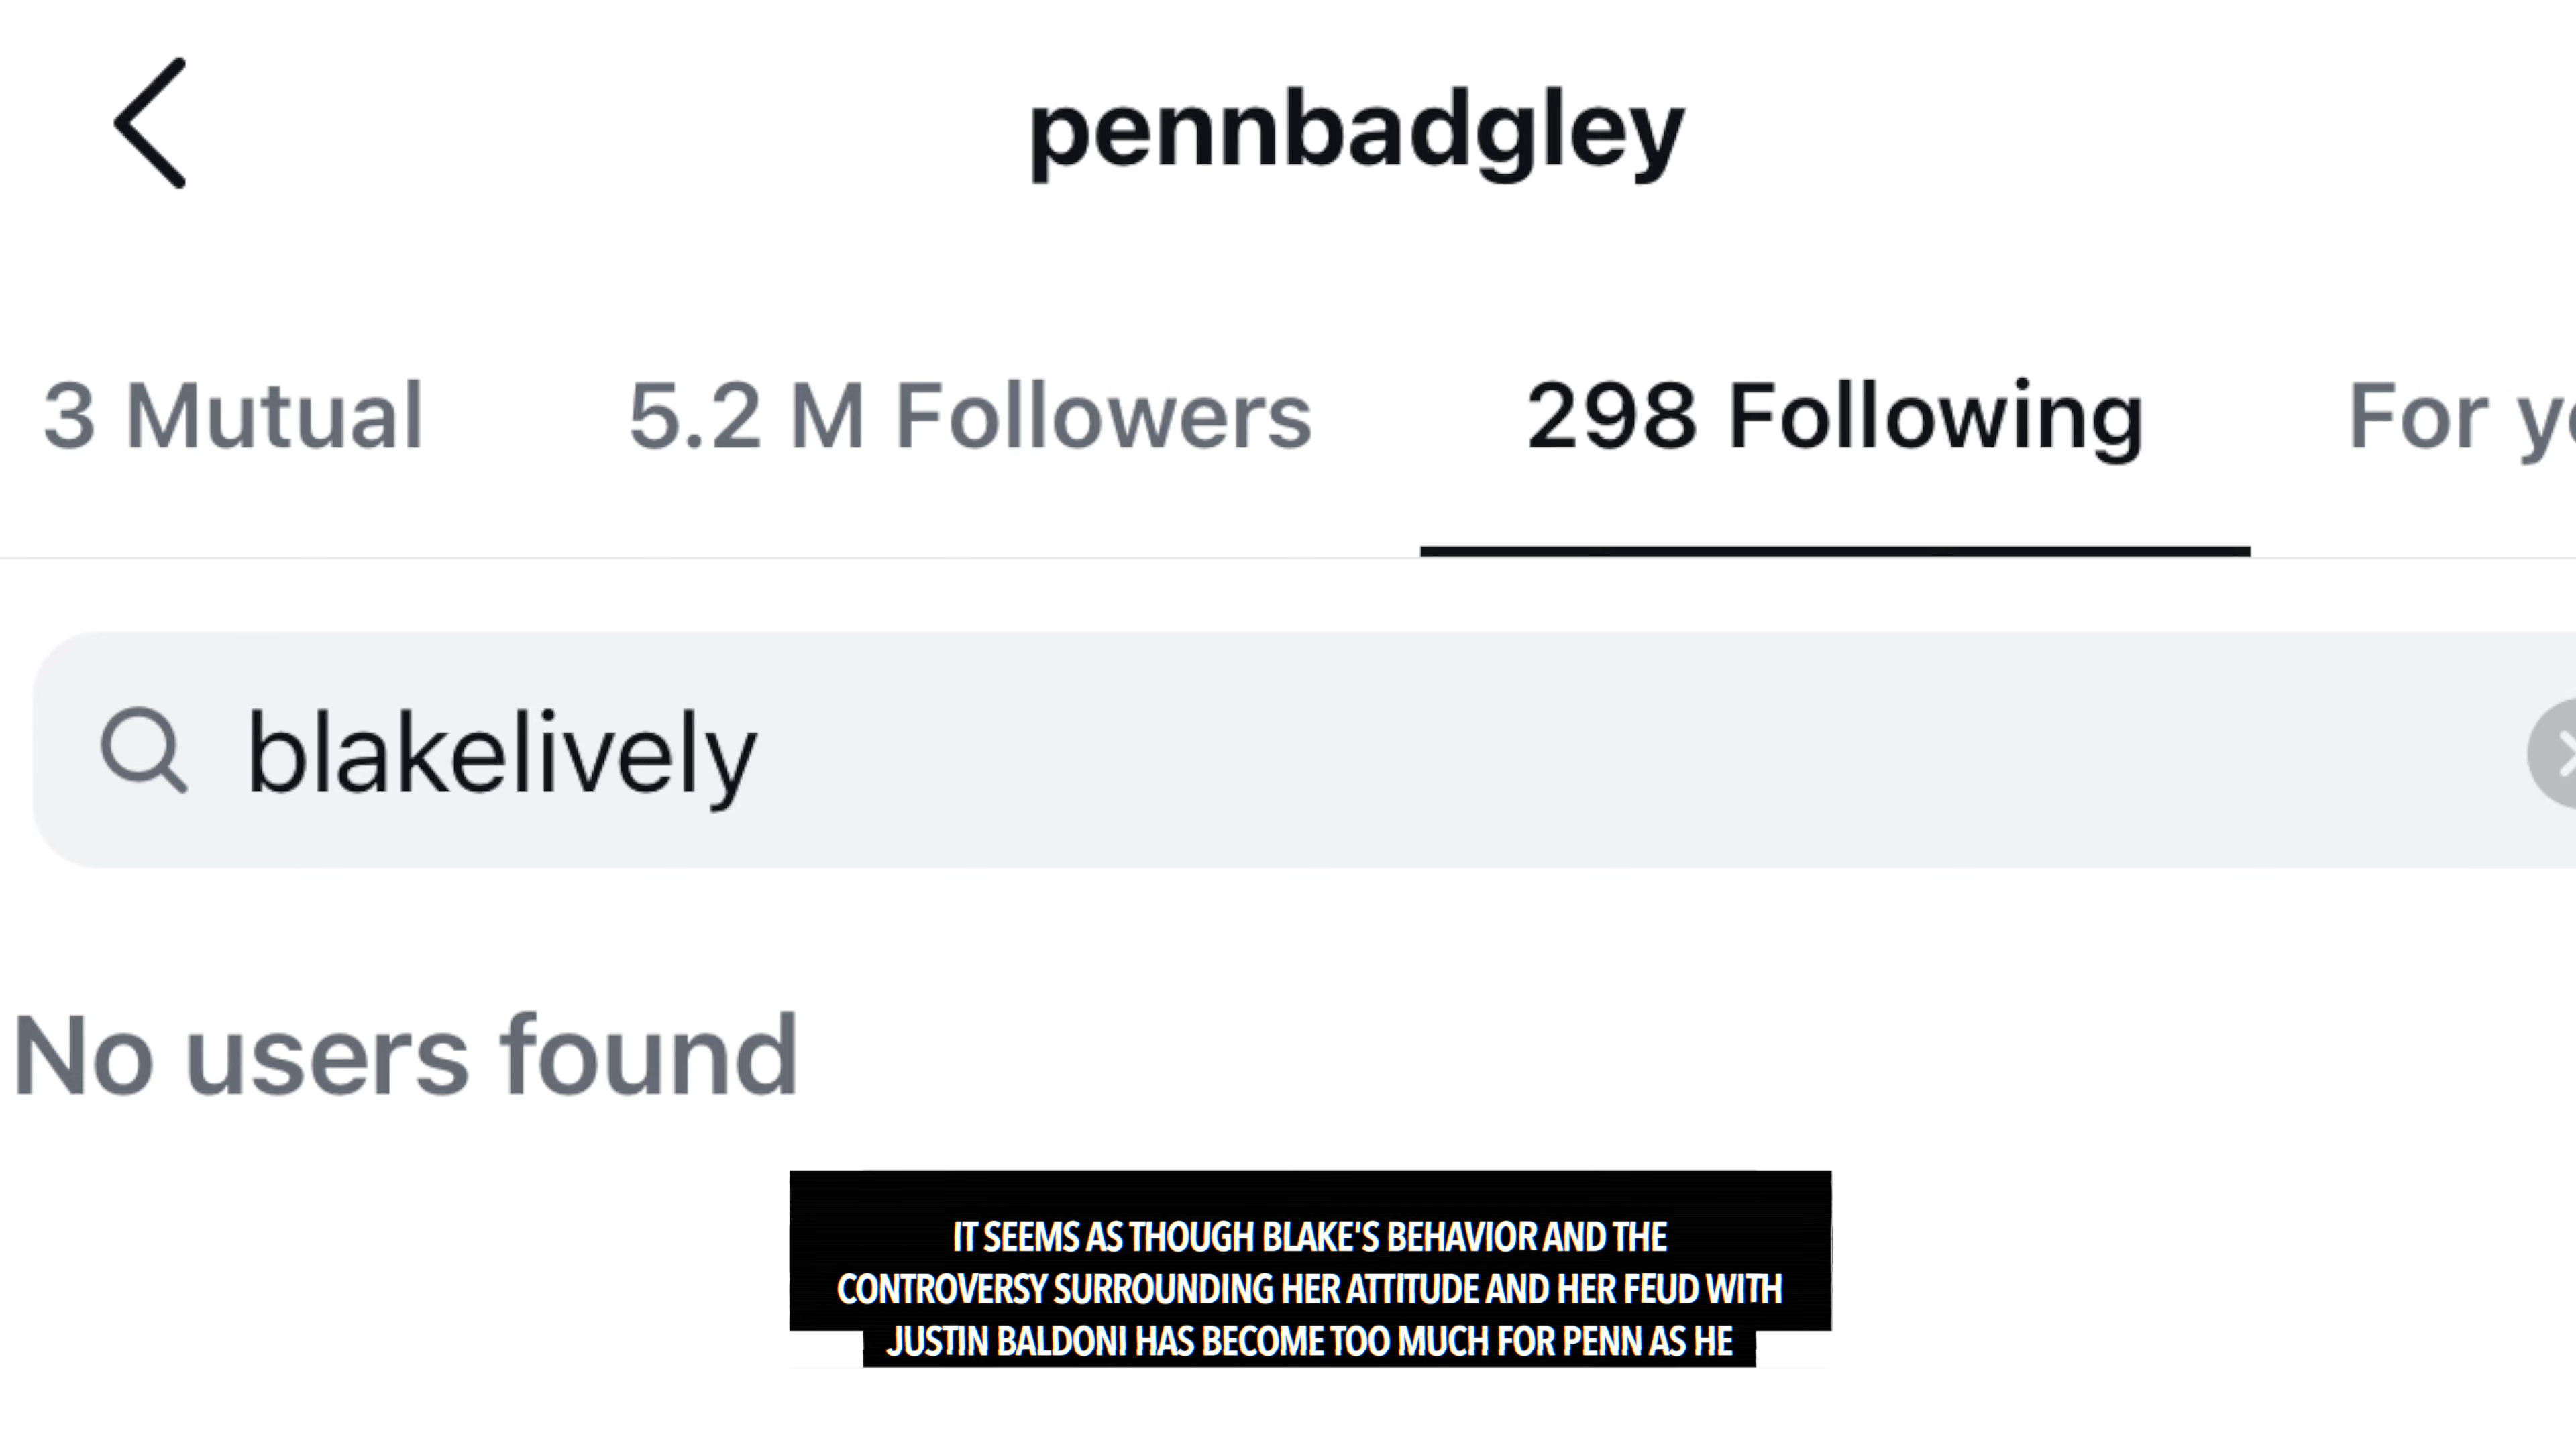 pennbadgley
3 Mutual 5.2 M Followers 298 Following For
blakelively
No users found
IT SEEMS AS THOUGH BLAKE'S BEHAVIOR AND THE
CONTROVERSY SURROUNDING HER ATTITUDE AND HER FEUD WITH
JUSTIN BALDONI HAS BECOME TOO MUCH FOR PENN AS HE